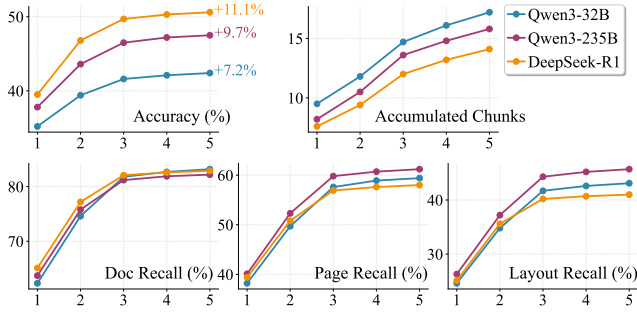 50
40
+11.1%
+9.7%
+7.2%
Accuracy (%)
1 2 3 4 5
15
10
Accumulated Chunks
1 2 3 4 5
Qwen3-32B
Qwen3-235B
DeepSeek-R1
80
70
Doc Recall (%)
1 2 3 4 5
60
50
40
Page Recall (%)
1 2 3 4 5
40
30
Layout Recall (%)
1 2 3 4 5